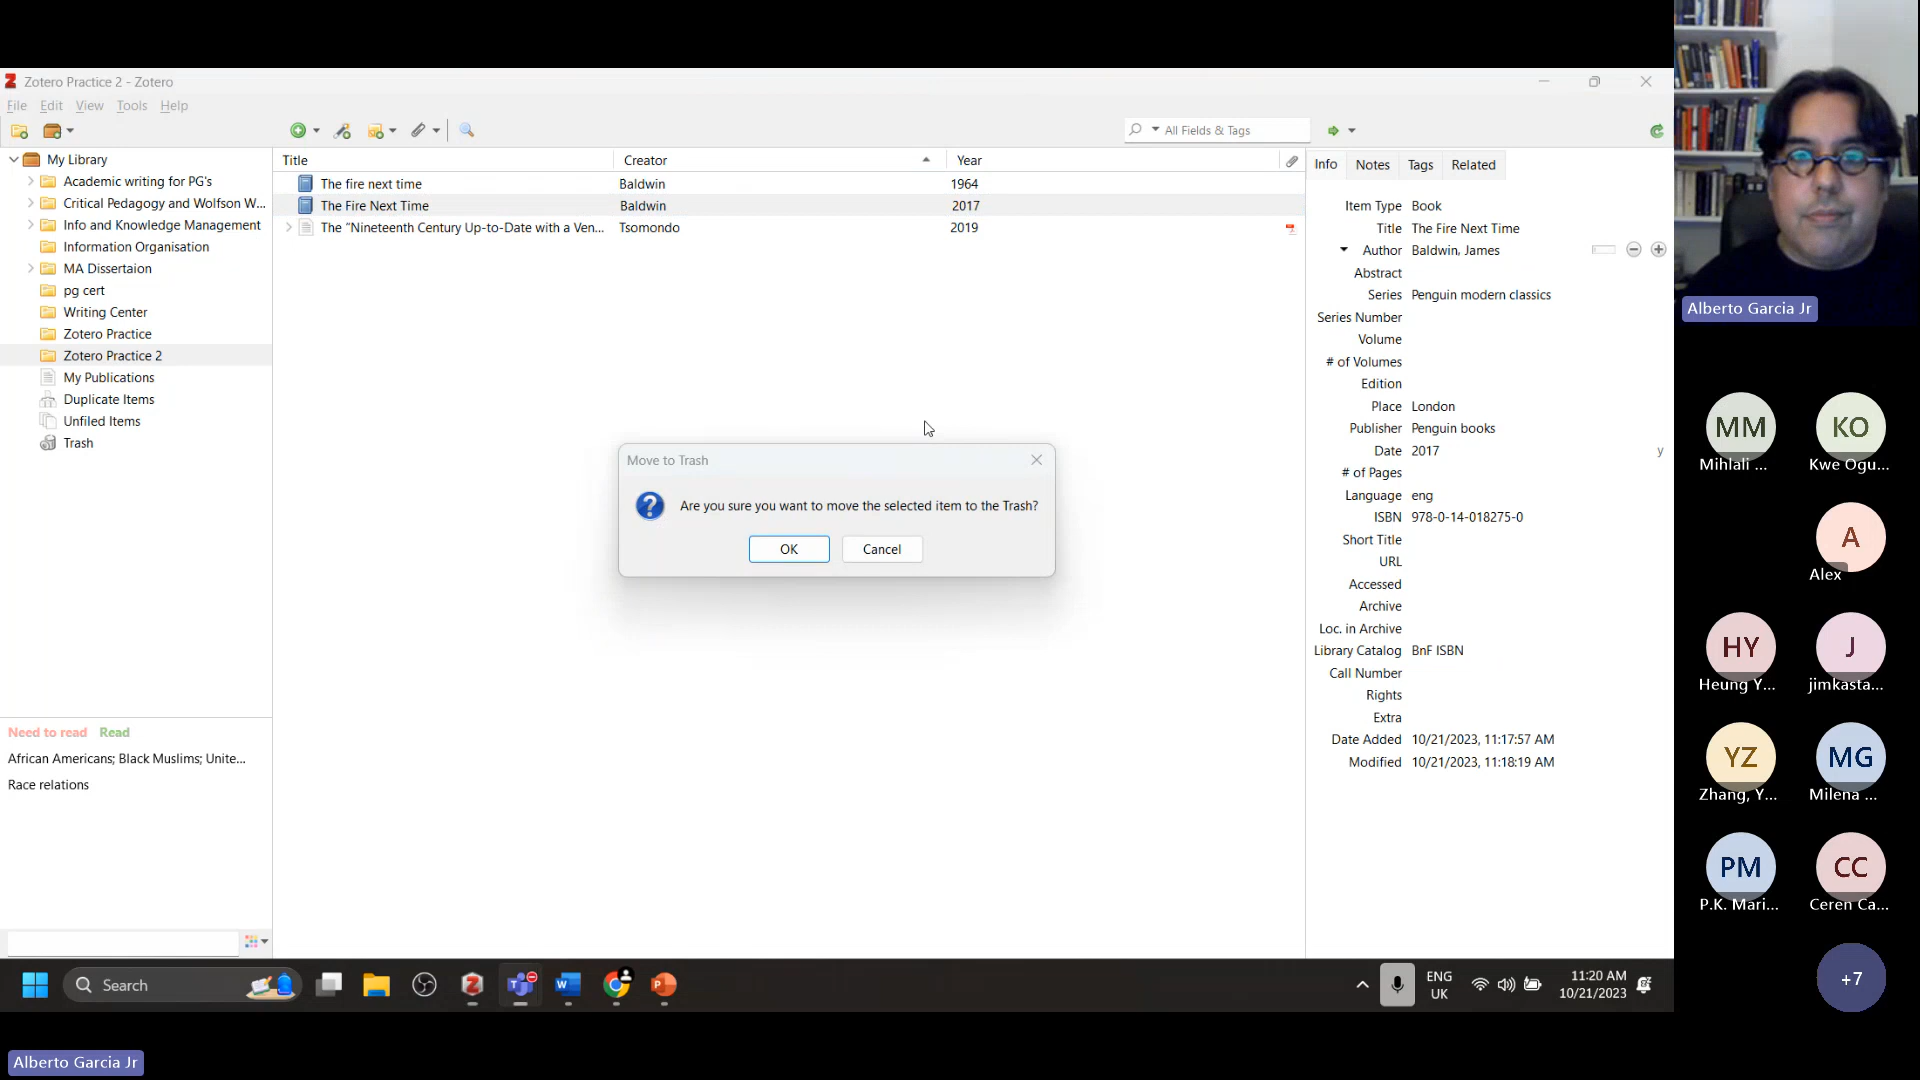 Zotero Practice 2 - Zotero
File Edit View Tools Help
All Fields & Tags
My Library
Academic writing for PG's
Critical Pedagogy and Wolfson W...
Info and Knowledge Management
Information Organisation
MA Dissertaion
pg cert
Writing Center
Zotero Practice
Zotero Practice 2
My Publications
Duplicate Items
Unfiled Items
Trash
Need to read Read
African Americans; Black Muslims; Unite...
Race relations
Title Creator Year
The fire next time Baldwin 1964
The Fire Next Time Baldwin 2017
The "Nineteenth Century Up-to-Date with a Ven... Tsomondo 2019
Move to Trash
Are you sure you want to move the selected item to the Trash?
OK Cancel
Info Notes Tags Related
Item Type Book
Title The Fire Next Time
Author Baldwin, James
Abstract
Series Penguin modern classics
Series Number
Volume
# of Volumes
Edition
Place London
Publisher Penguin books
Date 2017 y
# of Pages
Language eng
ISBN 978-0-14-018275-0
Short Title
URL
Accessed
Archive
Loc. in Archive
Library Catalog BnF ISBN
Call Number
Rights
Extra
Date Added 10/21/2023, 11:17:57 AM
Modified 10/21/2023, 11:18:19 AM
Search
ENG
UK
11:20 AM
10/21/2023
Alberto Garcia Jr
MM KO
Mihlali ... Kwe Ogu...
A
Alex
HY J
Heung Y... jimkasta...
YZ MG
Zhang, Y... Milena ...
PM CC
P.K. Mari... Ceren Ca...
+7
Alberto Garcia Jr